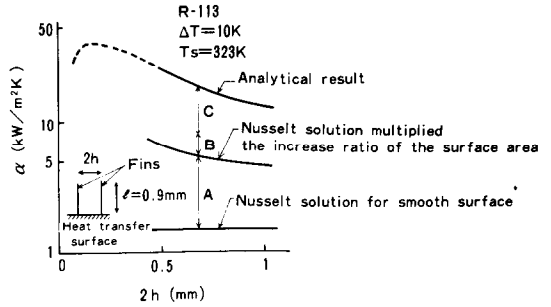 R-113
ΔT=10K
Ts=323K
50
10
5
1
α (kW/m²K)
Analytical result
C
B
A
Nusselt solution multiplied
the increase ratio of the surface area
Nusselt solution for smooth surface
2h
Fins
ℓ=0.9mm
Heat transfer
surface
0
0.5
1
2h (mm)